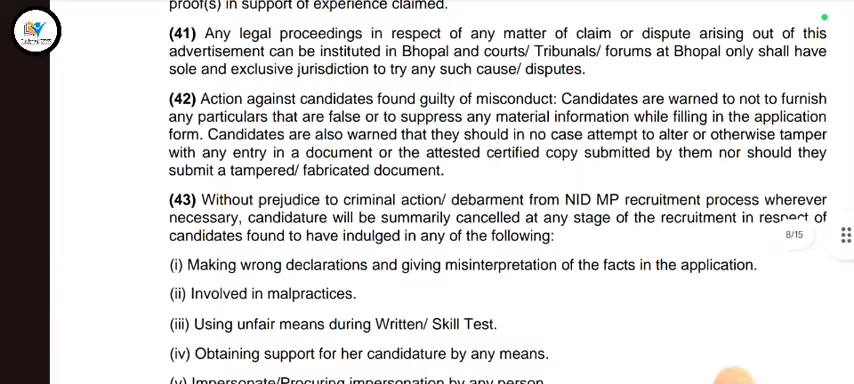 proof(s) in support of experience claimed.
(41) Any legal proceedings in respect of any matter of claim or dispute arising out of this
advertisement can be instituted in Bhopal and courts/ Tribunals/ forums at Bhopal only shall have
sole and exclusive jurisdiction to try any such cause/ disputes.
(42) Action against candidates found guilty of misconduct: Candidates are warned to not to furnish
any particulars that are false or to suppress any material information while filling in the application
form. Candidates are also warned that they should in no case attempt to alter or otherwise tamper
with any entry in a document or the attested certified copy submitted by them nor should they
submit a tampered/ fabricated document.
(43) Without prejudice to criminal action/ debarment from NID MP recruitment process wherever
necessary, candidature will be summarily cancelled at any stage of the recruitment in respect of
candidates found to have indulged in any of the following:
8/15
(i) Making wrong declarations and giving misinterpretation of the facts in the application.
(ii) Involved in malpractices.
(iii) Using unfair means during Written/ Skill Test.
(iv) Obtaining support for her candidature by any means.
(v) Impersonate/Procuring impersonation by any person.